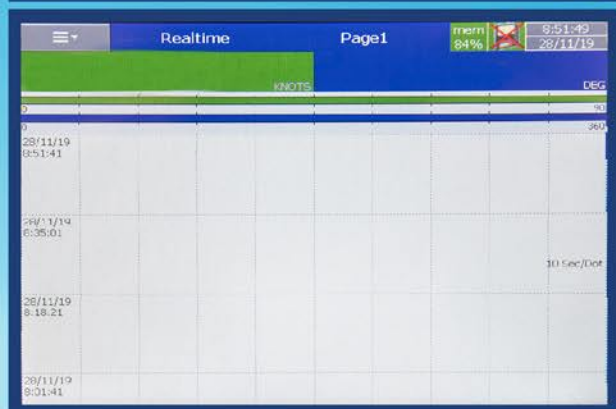 Realtime
Page1
mem
84%
8:51:49
28/11/19
KNOTS
DEG
0
90
0
360
28/11/19
8:51:41
28/11/19
8:35:01
10 Sec/Dot
28/11/19
8:18:21
28/11/19
8:01:41